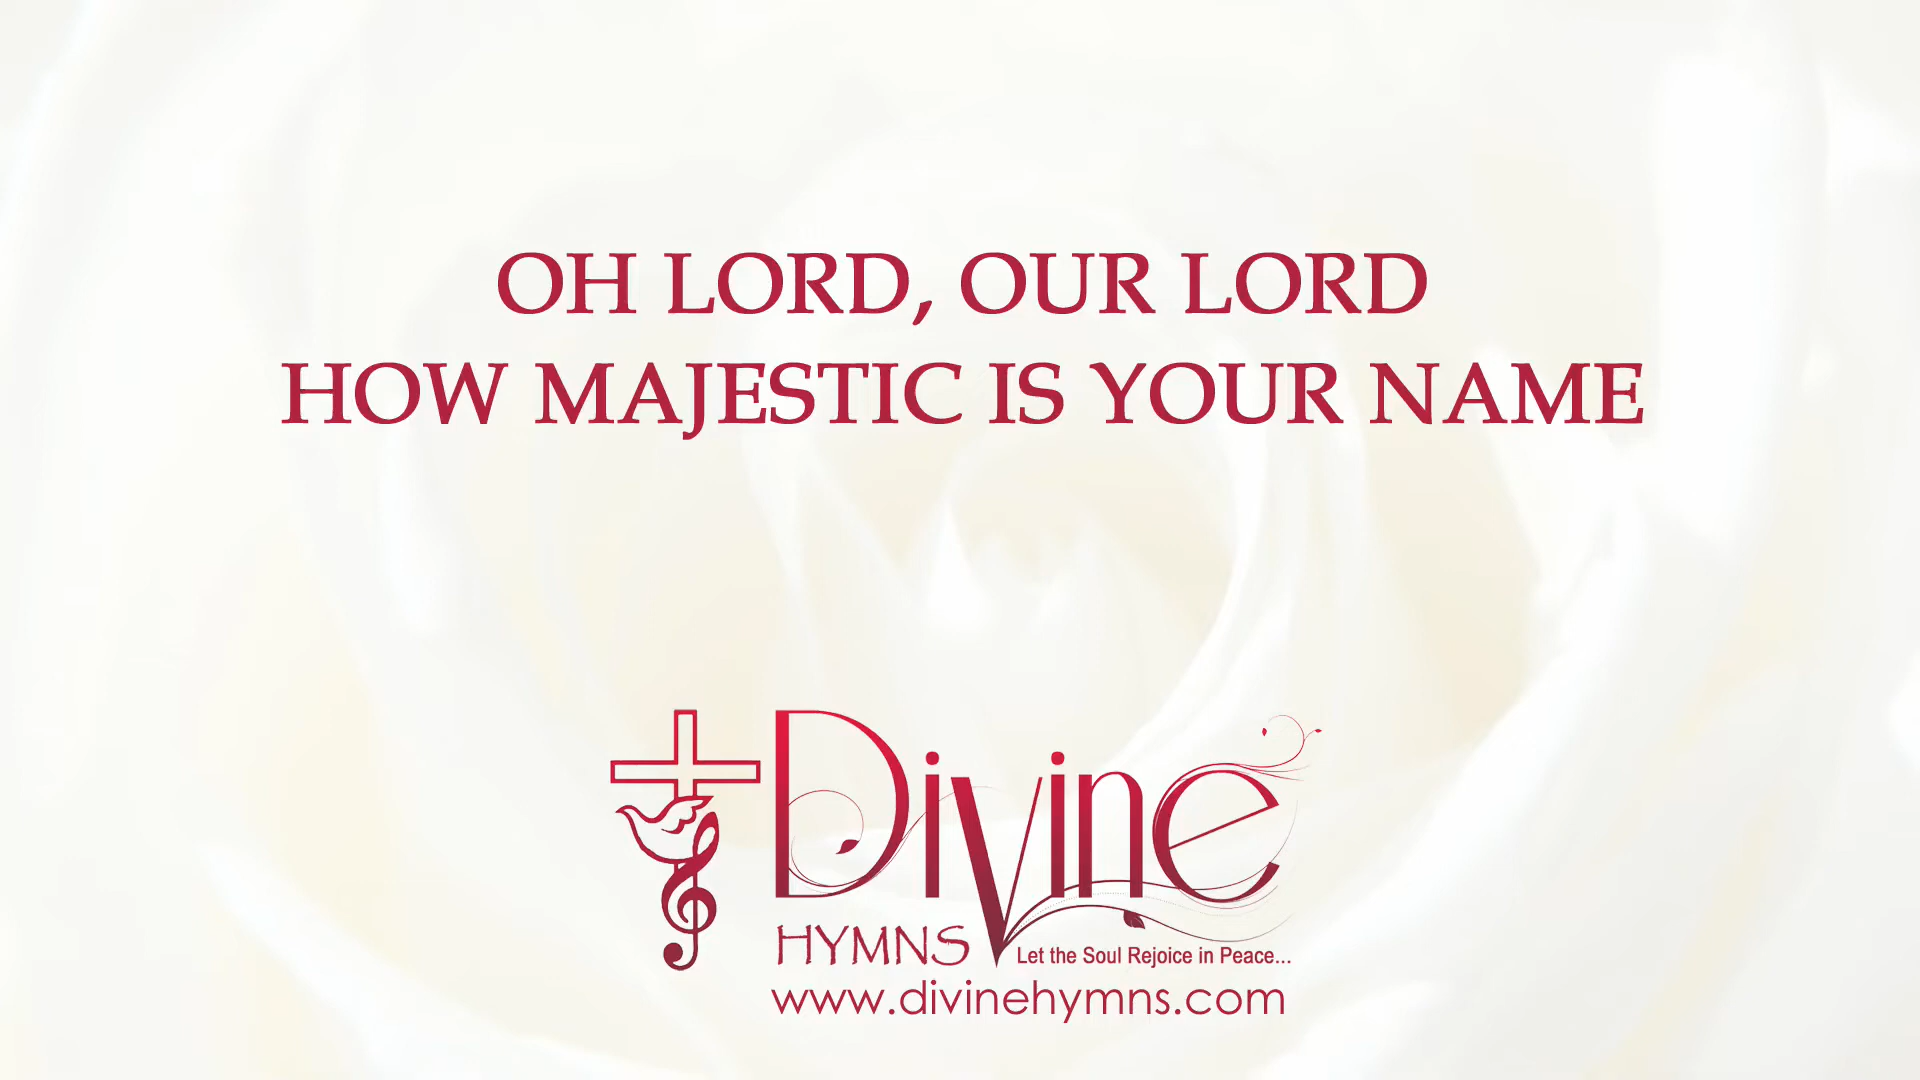 OH LORD, OUR LORD
HOW MAJESTIC IS YOUR NAME
Divine
HYMNS
Let the Soul Rejoice in Peace...
www.divinehymns.com